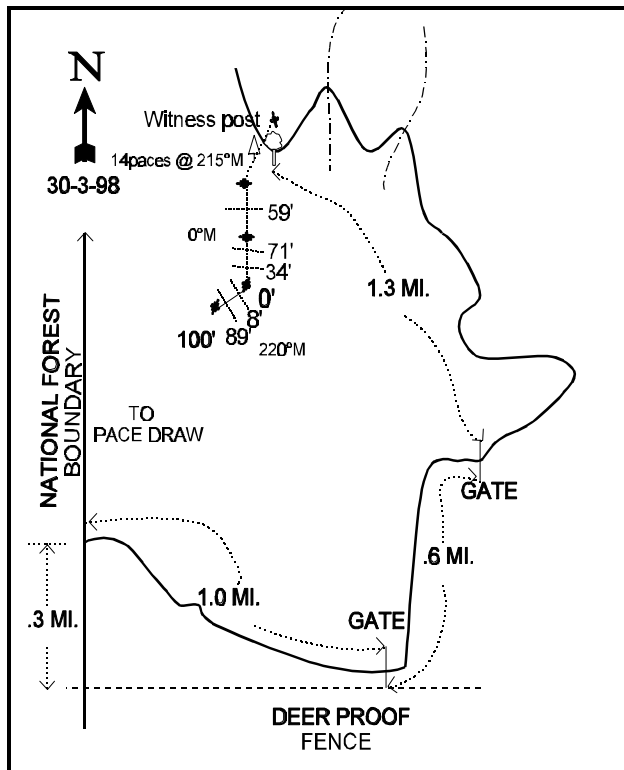 N
Witness post
14paces @ 215°M
30-3-98
59'
0°M
71'
34'
0'
8'
89'
100'
220°M
1.3 MI.
NATIONAL FOREST
BOUNDARY
TO
PACE DRAW
GATE
.6 MI.
1.0 MI.
.3 MI.
GATE
DEER PROOF
FENCE